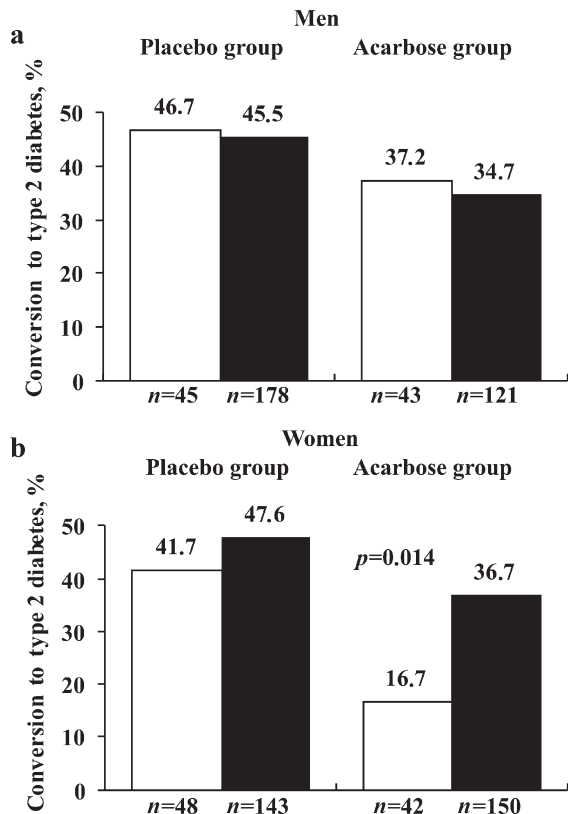 Men
a
Placebo group Acarbose group
Conversion to type 2 diabetes, %
50
40
30
20
10
0
46.7
45.5
37.2
34.7
n=45 n=178 n=43 n=121
Women
b
Placebo group Acarbose group
Conversion to type 2 diabetes, %
50
40
30
20
10
0
41.7
47.6
p=0.014
16.7
36.7
n=48 n=143 n=42 n=150